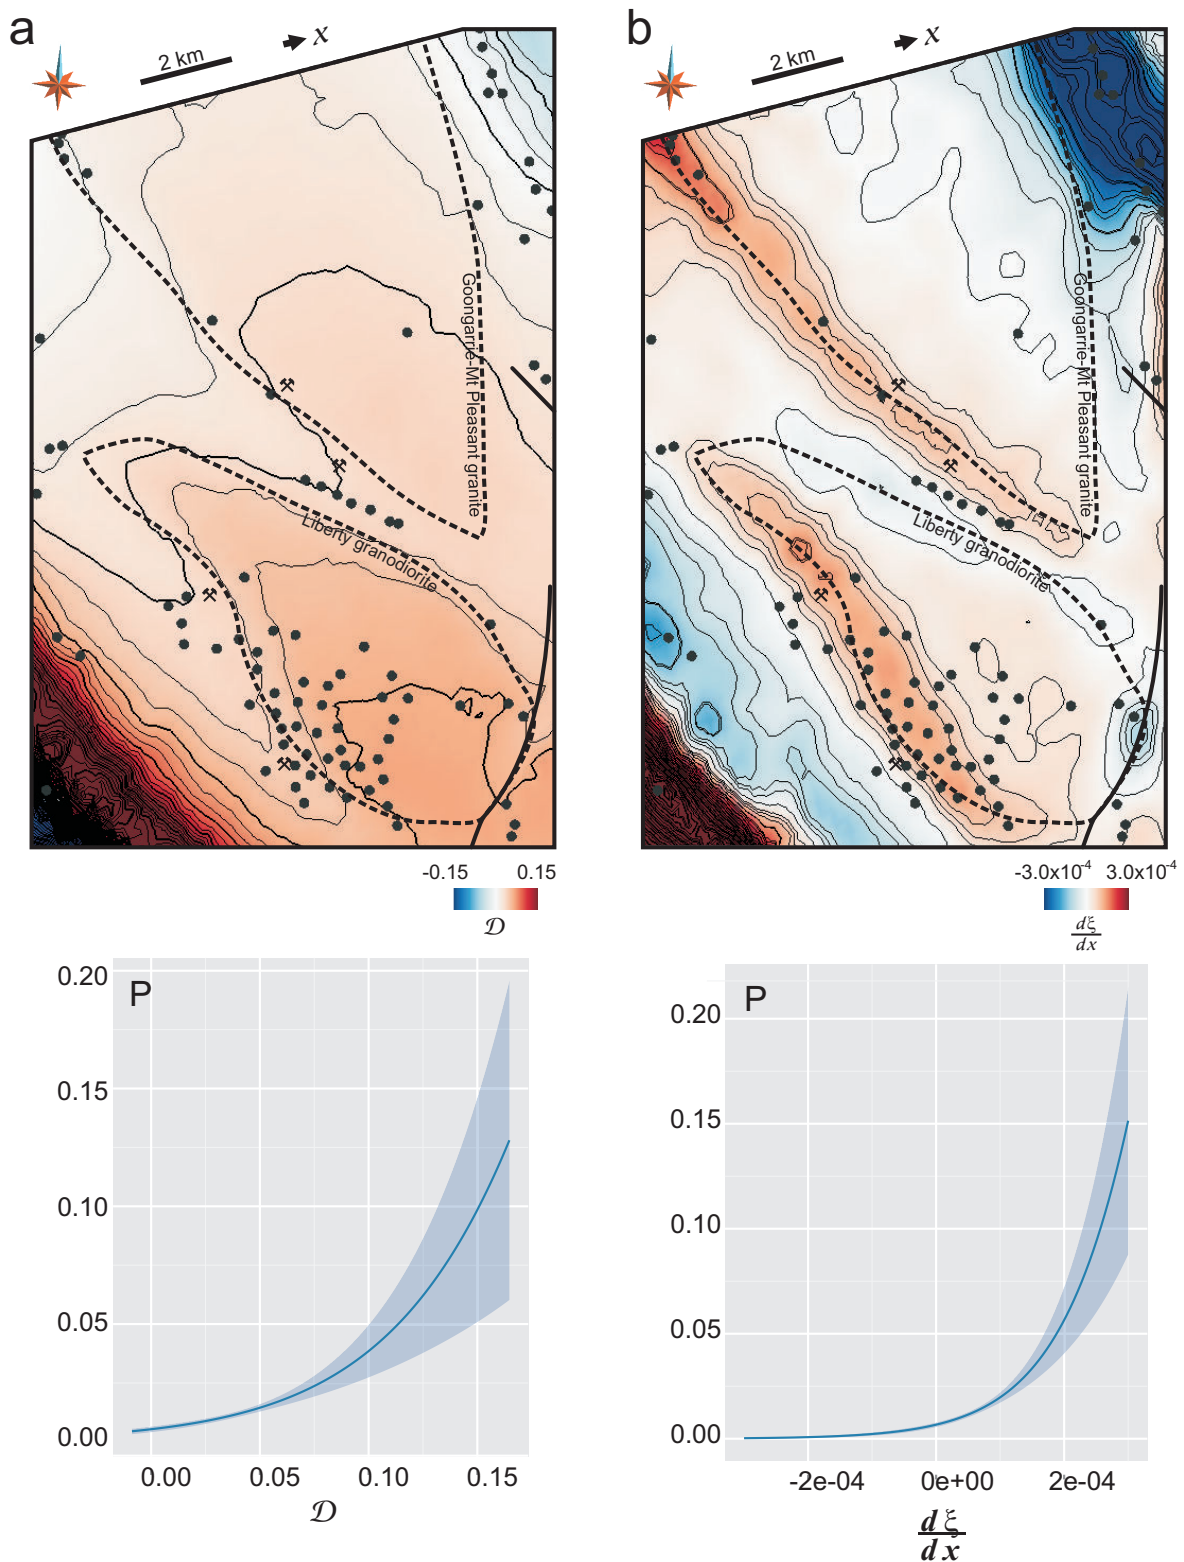 a
2 km
x
Goongarrie-Mt Pleasant granite
Liberty granodiorite
-0.15 0.15
𝒟
b
2 km
x
Goongarrie-Mt Pleasant granite
Liberty granodiorite
-3.0x10⁻⁴ 3.0x10⁻⁴
dξ
dx
P
0.20
0.15
0.10
0.05
0.00
0.00 0.05 0.10 0.15
𝒟
P
0.20
0.15
0.10
0.05
0.00
-2e-04 0e+00 2e-04
d ξ
d x